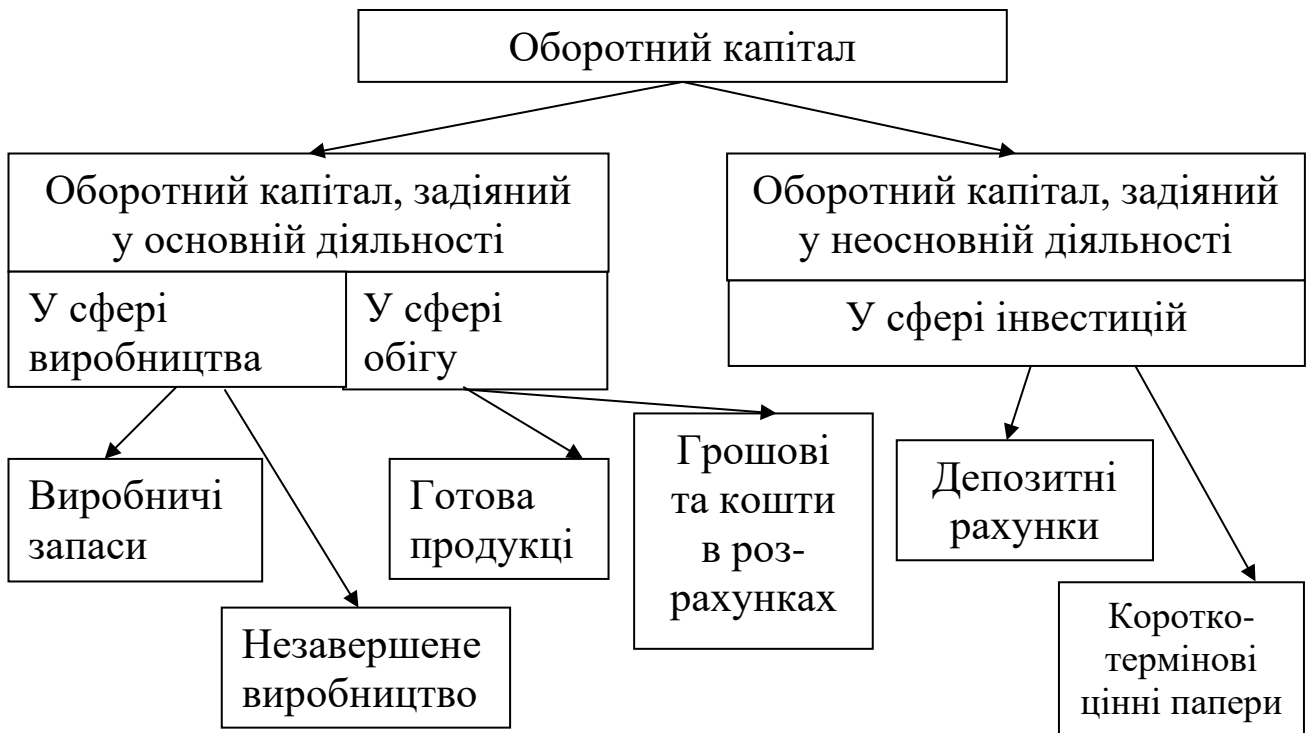 Оборотний капітал
Оборотний капітал, задіяний
у основній діяльності
Оборотний капітал, задіяний
у неосновній діяльності
У сфері
виробництва
У сфері
обігу
У сфері інвестицій
Виробничі
запаси
Незавершене
виробництво
Готова
продукці
Грошові
та кошти
в роз-
рахунках
Депозитні
рахунки
Коротко-
термінові
цінні папери